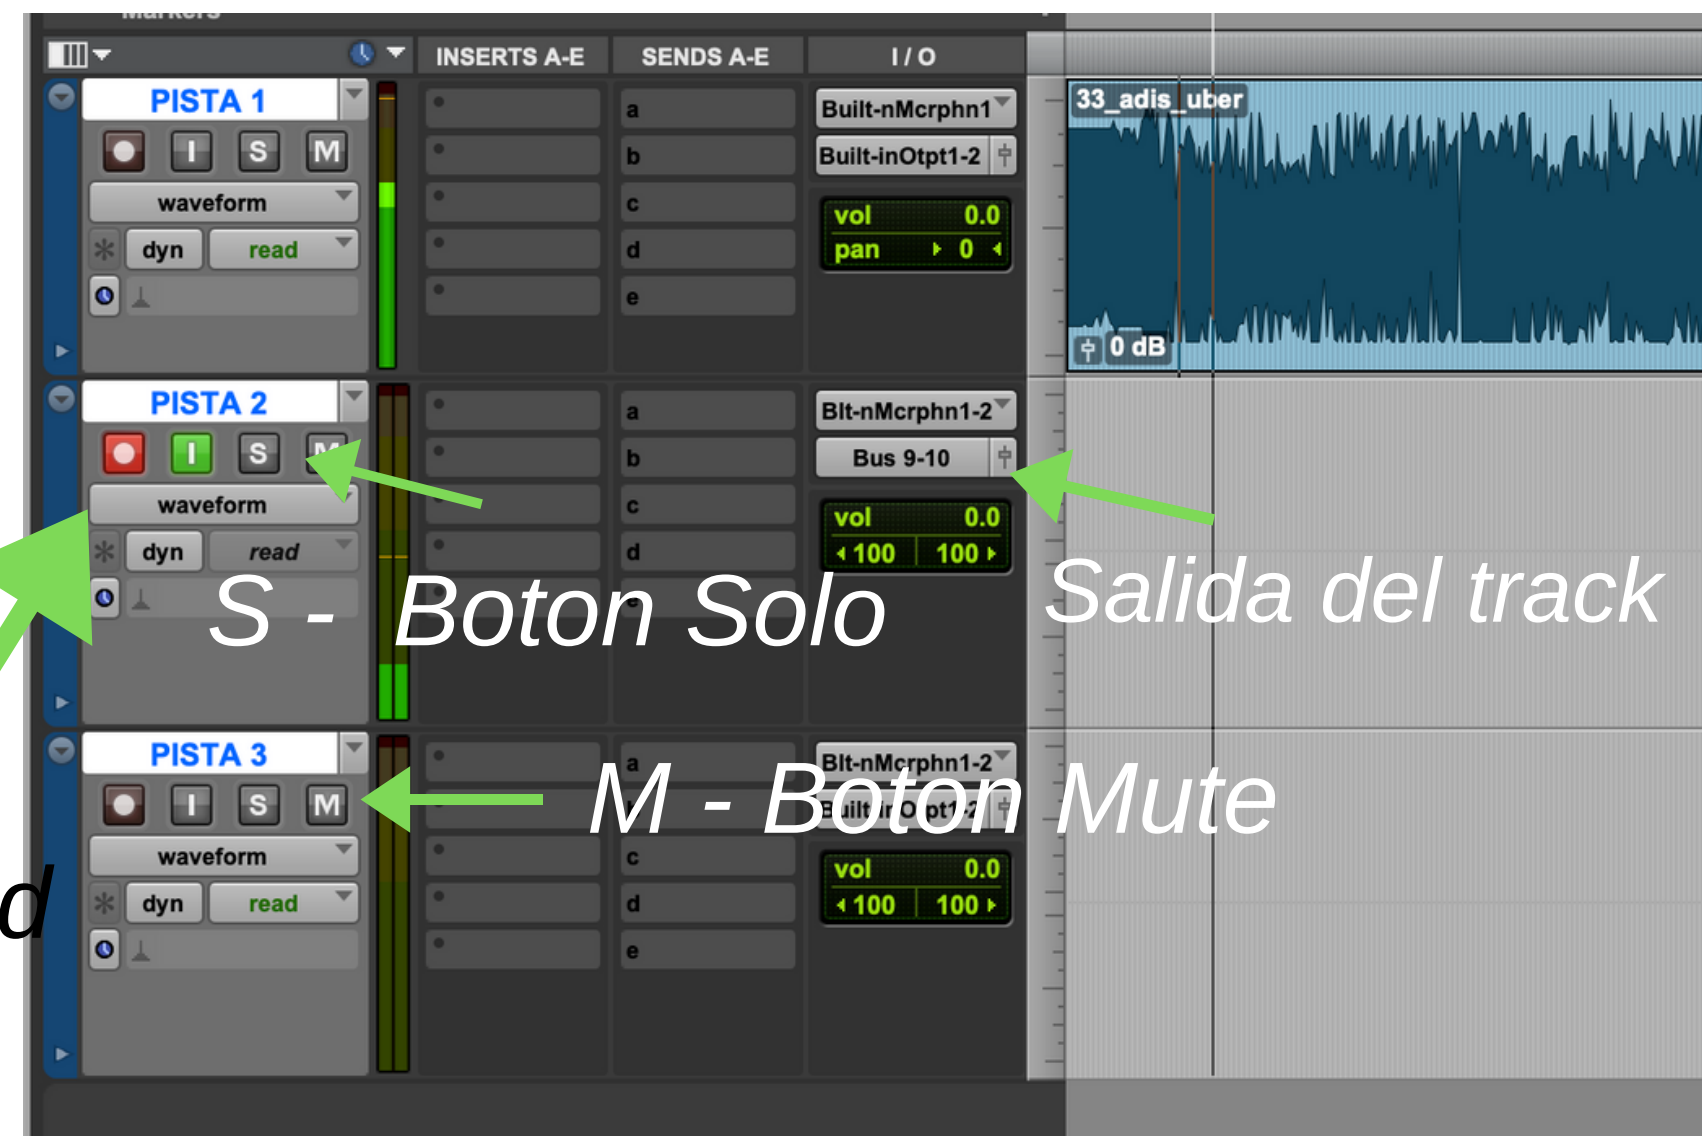 Markers
INSERTS A-E SENDS A-E I / O
PISTA 1
I S M
waveform
dyn read
a
b
c
d
e
Built-nMcrphn1
Built-inOtpt1-2
vol 0.0
pan 0
33_adis_uber
0 dB
PISTA 2
I S M
waveform
dyn read
a
b
c
d
e
Blt-nMcrphn1-2
Bus 9-10
vol 0.0
100 100
S - Boton Solo
Salida del track
PISTA 3
I S M
waveform
dyn read
a
b
c
d
e
Blt-nMcrphn1-2
Built-inOtpt1-2
vol 0.0
100 100
M - Boton Mute
d